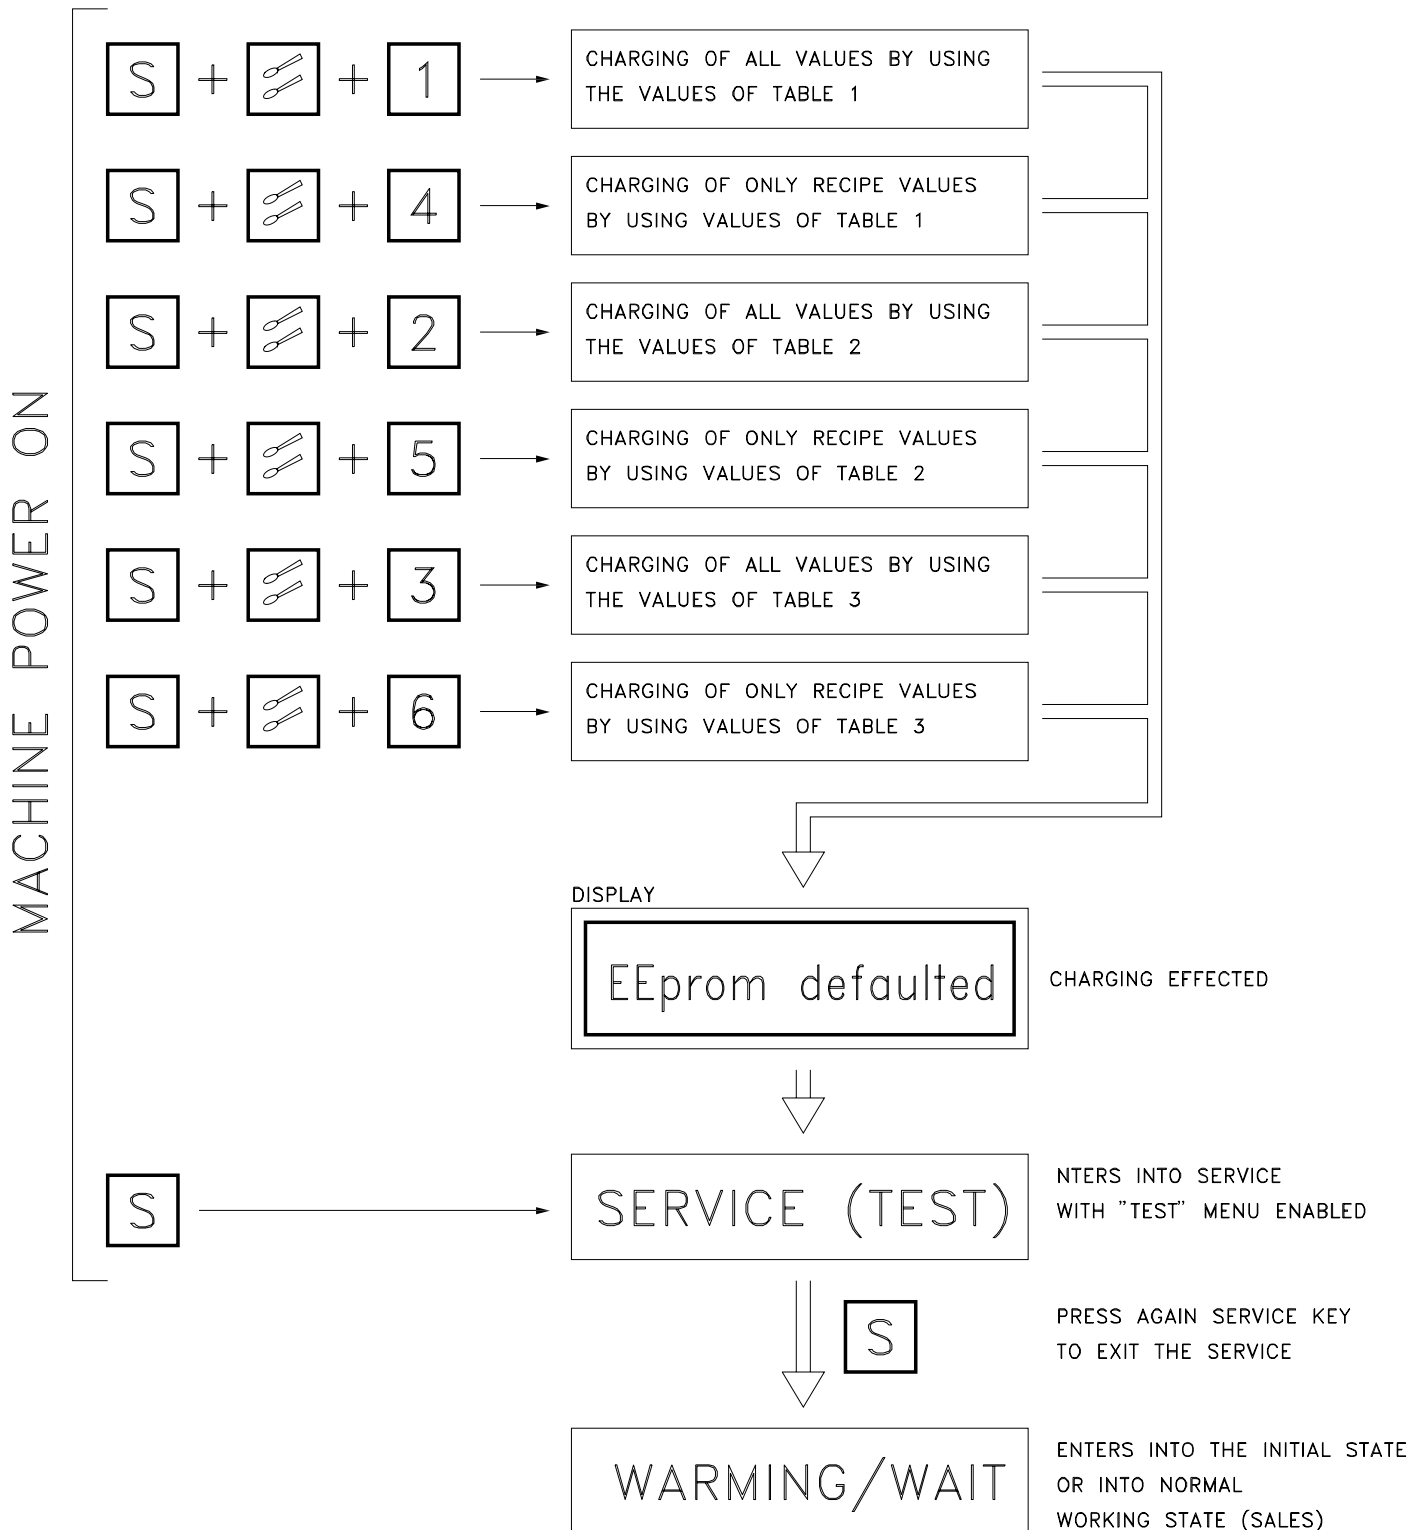 MACHINE POWER ON
S + + 1
CHARGING OF ALL VALUES BY USING
THE VALUES OF TABLE 1
S + + 4
CHARGING OF ONLY RECIPE VALUES
BY USING VALUES OF TABLE 1
S + + 2
CHARGING OF ALL VALUES BY USING
THE VALUES OF TABLE 2
S + + 5
CHARGING OF ONLY RECIPE VALUES
BY USING VALUES OF TABLE 2
S + + 3
CHARGING OF ALL VALUES BY USING
THE VALUES OF TABLE 3
S + + 6
CHARGING OF ONLY RECIPE VALUES
BY USING VALUES OF TABLE 3
DISPLAY
EEprom defaulted
CHARGING EFFECTED
S
SERVICE (TEST)
NTERS INTO SERVICE
WITH "TEST" MENU ENABLED
S
PRESS AGAIN SERVICE KEY
TO EXIT THE SERVICE
WARMING/WAIT
ENTERS INTO THE INITIAL STATE
OR INTO NORMAL
WORKING STATE (SALES)